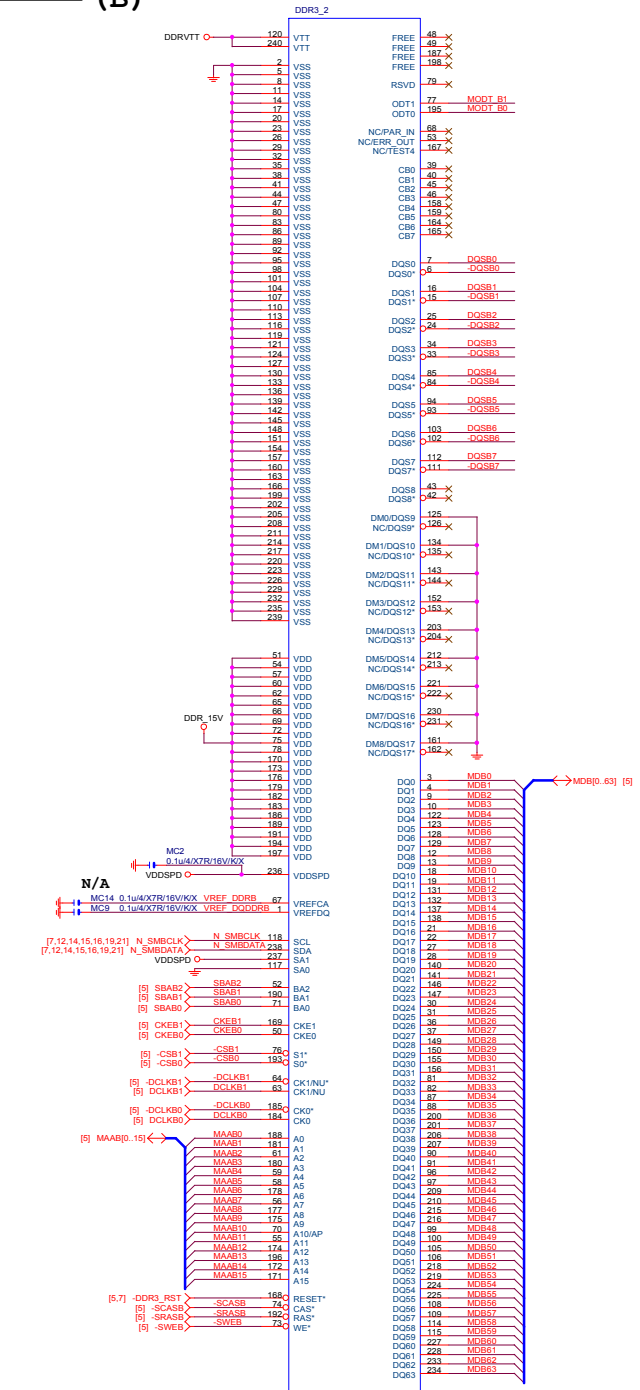 (B)
DDR3_2
DDRVTT 120 VTT
240 VTT
2 VSS
5 VSS
8 VSS
11 VSS
14 VSS
17 VSS
20 VSS
23 VSS
26 VSS
29 VSS
32 VSS
35 VSS
38 VSS
41 VSS
44 VSS
47 VSS
80 VSS
83 VSS
86 VSS
89 VSS
92 VSS
95 VSS
98 VSS
101 VSS
104 VSS
107 VSS
110 VSS
113 VSS
116 VSS
119 VSS
121 VSS
124 VSS
127 VSS
130 VSS
133 VSS
136 VSS
139 VSS
142 VSS
145 VSS
148 VSS
151 VSS
154 VSS
157 VSS
160 VSS
163 VSS
166 VSS
199 VSS
202 VSS
205 VSS
208 VSS
211 VSS
214 VSS
217 VSS
220 VSS
223 VSS
226 VSS
229 VSS
232 VSS
235 VSS
239 VSS
51 VDD
54 VDD
57 VDD
60 VDD
62 VDD
65 VDD
66 VDD
69 VDD
DDR_15V
72 VDD
75 VDD
78 VDD
170 VDD
173 VDD
176 VDD
179 VDD
182 VDD
183 VDD
186 VDD
189 VDD
191 VDD
194 VDD
197 VDD
MC2
0.1u/4/X7R/16V/K/X
VDDSPD 236 VDDSPD
N/A
MC14 0.1u/4/X7R/16V/K/X VREF_DDRB 67 VREFCA
MC9 0.1u/4/X7R/16V/K/X VREF_DQDDRB 1 VREFDQ
[7,12,14,15,16,19,21] N_SMBCLK N_SMBCLK 118 SCL
[7,12,14,15,16,19,21] N_SMBDATA N_SMBDATA 238 SDA
VDDSPD 237 SA1
117 SA0
[5] SBAB2 SBAB2 52 BA2
[5] SBAB1 SBAB1 190 BA1
[5] SBAB0 SBAB0 71 BA0
[5] CKEB1 CKEB1 169 CKE1
[5] CKEB0 CKEB0 50 CKE0
[5] -CSB1 -CSB1 76 S1*
[5] -CSB0 -CSB0 193 S0*
[5] -DCLKB1 -DCLKB1 64 CK1/NU*
[5] DCLKB1 DCLKB1 63 CK1/NU
[5] -DCLKB0 -DCLKB0 185 CK0*
[5] DCLKB0 DCLKB0 184 CK0
[5] MAAB[0..15] MAAB0 188 A0
MAAB1 181 A1
MAAB2 61 A2
MAAB3 180 A3
MAAB4 59 A4
MAAB5 58 A5
MAAB6 178 A6
MAAB7 56 A7
MAAB8 177 A8
MAAB9 175 A9
MAAB10 70 A10/AP
MAAB11 55 A11
MAAB12 174 A12
MAAB13 196 A13
MAAB14 172 A14
MAAB15 171 A15
[5,7] -DDR3_RST 168 RESET*
[5] -SCASB -SCASB 74 CAS*
[5] -SRASB -SRASB 192 RAS*
[5] -SWEB -SWEB 73 WE*
FREE 48
FREE 49
FREE 187
FREE 198
RSVD 79
ODT1 77 MODT_B1
ODT0 195 MODT_B0
NC/PAR_IN 68
NC/ERR_OUT 53
NC/TEST4 167
CB0 39
CB1 40
CB2 45
CB3 46
CB4 158
CB5 159
CB6 164
CB7 165
DQS0 7 DQSB0
DQS0* 6 -DQSB0
DQS1 16 DQSB1
DQS1* 15 -DQSB1
DQS2 25 DQSB2
DQS2* 24 -DQSB2
DQS3 34 DQSB3
DQS3* 33 -DQSB3
DQS4 85 DQSB4
DQS4* 84 -DQSB4
DQS5 94 DQSB5
DQS5* 93 -DQSB5
DQS6 103 DQSB6
DQS6* 102 -DQSB6
DQS7 112 DQSB7
DQS7* 111 -DQSB7
DQS8 43
DQS8* 42
DM0/DQS9 125
NC/DQS9* 126
DM1/DQS10 134
NC/DQS10* 135
DM2/DQS11 143
NC/DQS11* 144
DM3/DQS12 152
NC/DQS12* 153
DM4/DQS13 203
NC/DQS13* 204
DM5/DQS14 212
NC/DQS14* 213
DM6/DQS15 221
NC/DQS15* 222
DM7/DQS16 230
NC/DQS16* 231
DM8/DQS17 161
NC/DQS17* 162
DQ0 3 MDB0 MDB[0..63] [5]
DQ1 4 MDB1
DQ2 9 MDB2
DQ3 10 MDB3
DQ4 122 MDB4
DQ5 123 MDB5
DQ6 128 MDB6
DQ7 129 MDB7
DQ8 12 MDB8
DQ9 13 MDB9
DQ10 18 MDB10
DQ11 19 MDB11
DQ12 131 MDB12
DQ13 132 MDB13
DQ14 137 MDB14
DQ15 138 MDB15
DQ16 21 MDB16
DQ17 22 MDB17
DQ18 27 MDB18
DQ19 28 MDB19
DQ20 140 MDB20
DQ21 141 MDB21
DQ22 146 MDB22
DQ23 147 MDB23
DQ24 30 MDB24
DQ25 31 MDB25
DQ26 36 MDB26
DQ27 37 MDB27
DQ28 149 MDB28
DQ29 150 MDB29
DQ30 155 MDB30
DQ31 156 MDB31
DQ32 81 MDB32
DQ33 82 MDB33
DQ34 87 MDB34
DQ35 88 MDB35
DQ36 200 MDB36
DQ37 201 MDB37
DQ38 206 MDB38
DQ39 207 MDB39
DQ40 90 MDB40
DQ41 91 MDB41
DQ42 96 MDB42
DQ43 97 MDB43
DQ44 209 MDB44
DQ45 210 MDB45
DQ46 215 MDB46
DQ47 216 MDB47
DQ48 99 MDB48
DQ49 100 MDB49
DQ50 105 MDB50
DQ51 106 MDB51
DQ52 218 MDB52
DQ53 219 MDB53
DQ54 224 MDB54
DQ55 225 MDB55
DQ56 108 MDB56
DQ57 109 MDB57
DQ58 114 MDB58
DQ59 115 MDB59
DQ60 227 MDB60
DQ61 228 MDB61
DQ62 233 MDB62
DQ63 234 MDB63